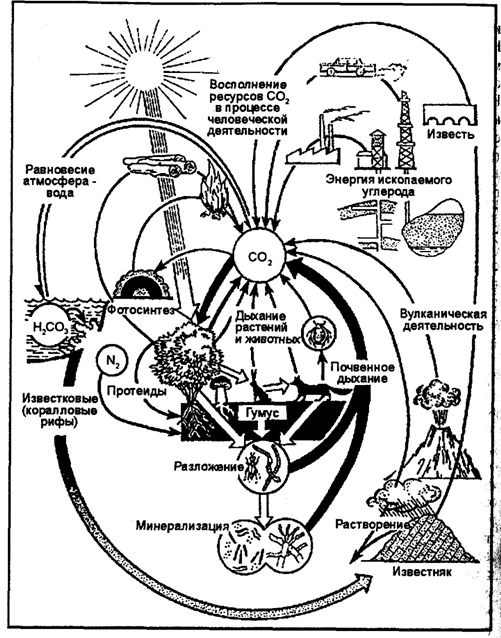 Восполнение
ресурсов CO2
в процессе
человеческой
деятельности
Известь
Энергия ископаемого
углерода
Равновесие
атмосфера -
вода
CO2
H2CO3
Фотосинтез
Дыхание
растений
и животных
Вулканическая
деятельность
N2
Протеиды
Почвенное
дыхание
Известковые
(коралловые
рифы)
Гумус
Разложение
Минерализация
Растворение
Известняк